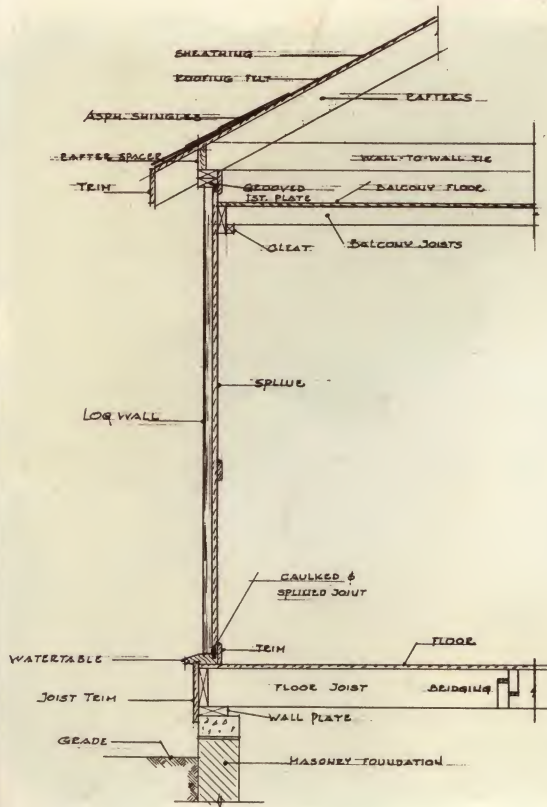 SHEATHING
ROOFING FELT
RAFTERS
ASPH. SHINGLES
RAFTER SPACER
WALL-TO-WALL TIE
TRIM
GROOVED
1ST. PLATE
BALCONY FLOOR
CLEAT.
BALCONY JOISTS
SPLINE
LOG WALL
CAULKED &
SPLINED JOINT
TRIM
FLOOR
WATERTABLE
FLOOR JOIST
BRIDGING
JOIST TRIM
WALL PLATE
GRADE
MASONRY FOUNDATION